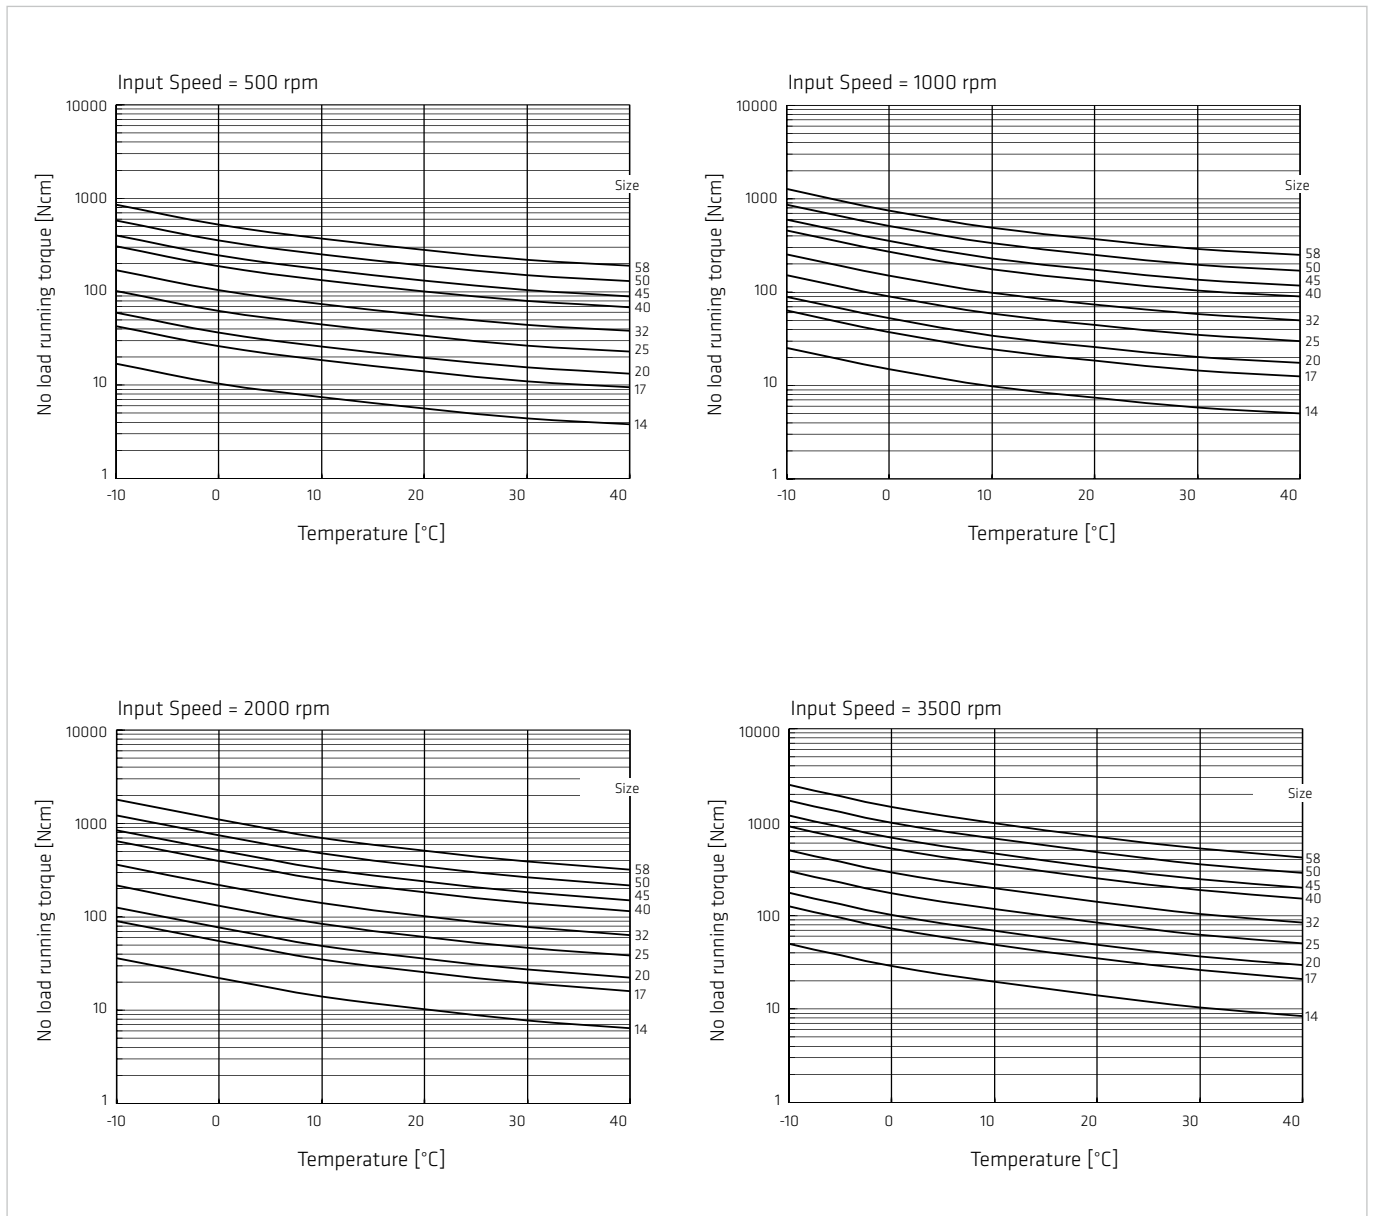 Input Speed = 500 rpm
10000
1000
100
10
1
No load running torque [Ncm]
Size
58
50
45
40
32
25
20
17
14
-10 0 10 20 30 40
Temperature [°C]
Input Speed = 1000 rpm
10000
1000
100
10
1
No load running torque [Ncm]
Size
58
50
45
40
32
25
20
17
14
-10 0 10 20 30 40
Temperature [°C]
Input Speed = 2000 rpm
10000
1000
100
10
1
No load running torque [Ncm]
Size
58
50
45
40
32
25
20
17
14
-10 0 10 20 30 40
Temperature [°C]
Input Speed = 3500 rpm
10000
1000
100
10
1
No load running torque [Ncm]
Size
58
50
45
40
32
25
20
17
14
-10 0 10 20 30 40
Temperature [°C]